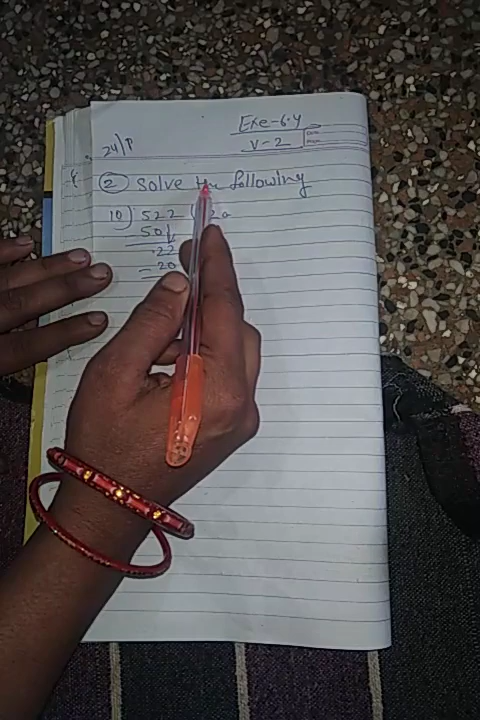 Exe-6.4
24/P V-2
② Solve the following
10) 522 (
50↓
22
- 20